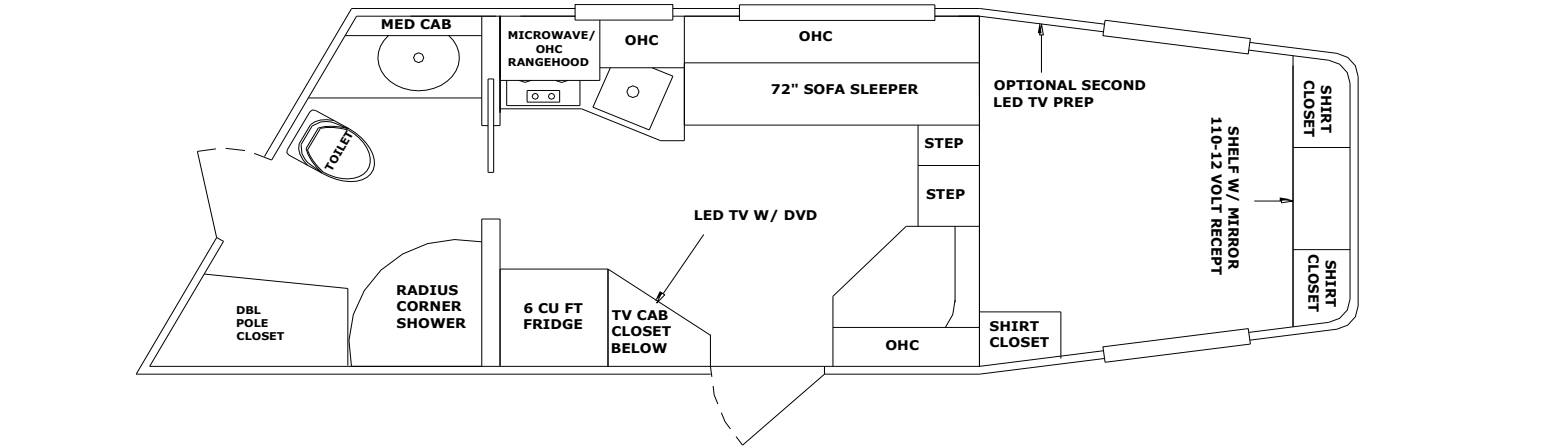 MED CAB
MICROWAVE/
OHC
RANGEHOOD
OHC
OHC
72" SOFA SLEEPER
OPTIONAL SECOND
LED TV PREP
SHIRT
CLOSET
TOILET
STEP
STEP
SHELF W/ MIRROR
110-12 VOLT RECEPT
LED TV W/ DVD
DBL
POLE
CLOSET
RADIUS
CORNER
SHOWER
6 CU FT
FRIDGE
TV CAB
CLOSET
BELOW
OHC
SHIRT
CLOSET
SHIRT
CLOSET